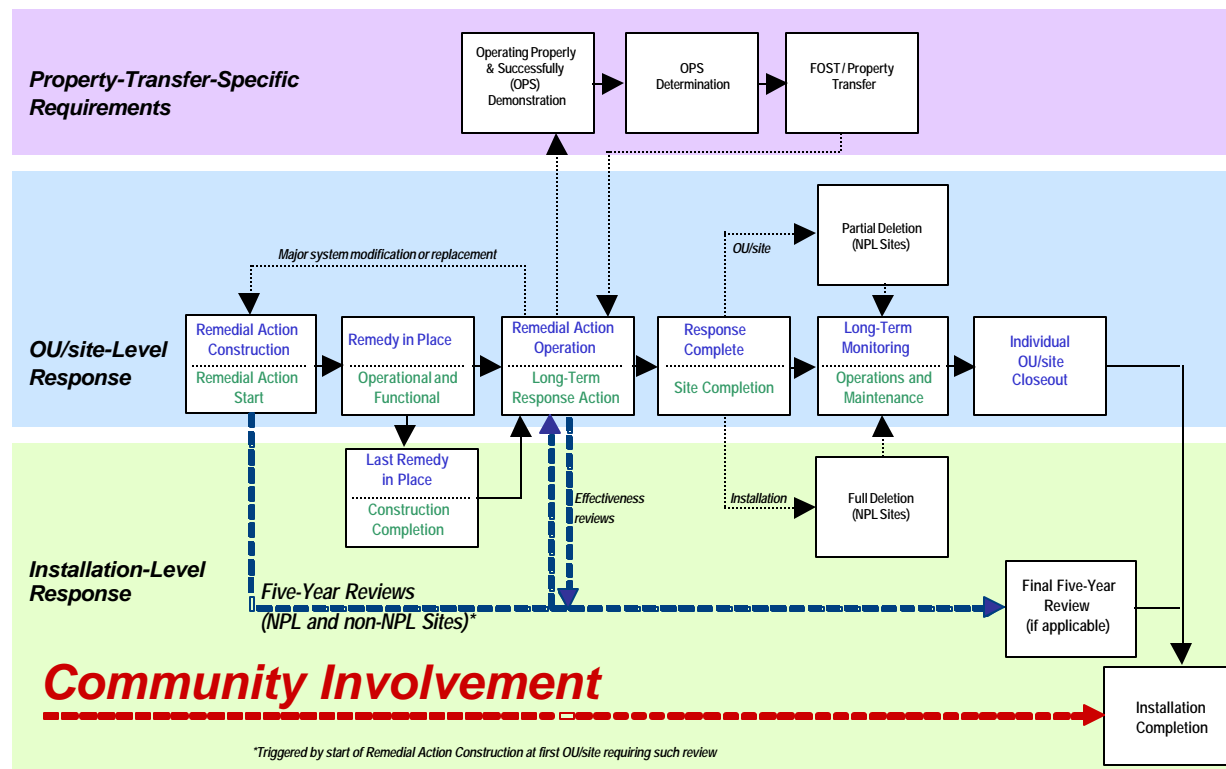 Property-Transfer-Specific
Requirements
Operating Properly
& Successfully
(OPS)
Demonstration
OPS
Determination
FOST / Property
Transfer
OU/site-Level
Response
Major system modification or replacement
OU/site
Partial Deletion
(NPL Sites)
Remedial Action
Construction
Remedial Action
Start
Remedy in Place
Operational and
Functional
Remedial Action
Operation
Long-Term
Response Action
Response
Complete
Site Completion
Long-Term
Monitoring
Operations and
Maintenance
Individual
OU/site
Closeout
Last Remedy
in Place
Construction
Completion
Effectiveness
reviews
Installation
Full Deletion
(NPL Sites)
Installation-Level
Response
Five-Year Reviews
(NPL and non-NPL Sites)*
Final Five-Year
Review
(if applicable)
Community Involvement
Installation
Completion
*Triggered by start of Remedial Action Construction at first OU/site requiring such review